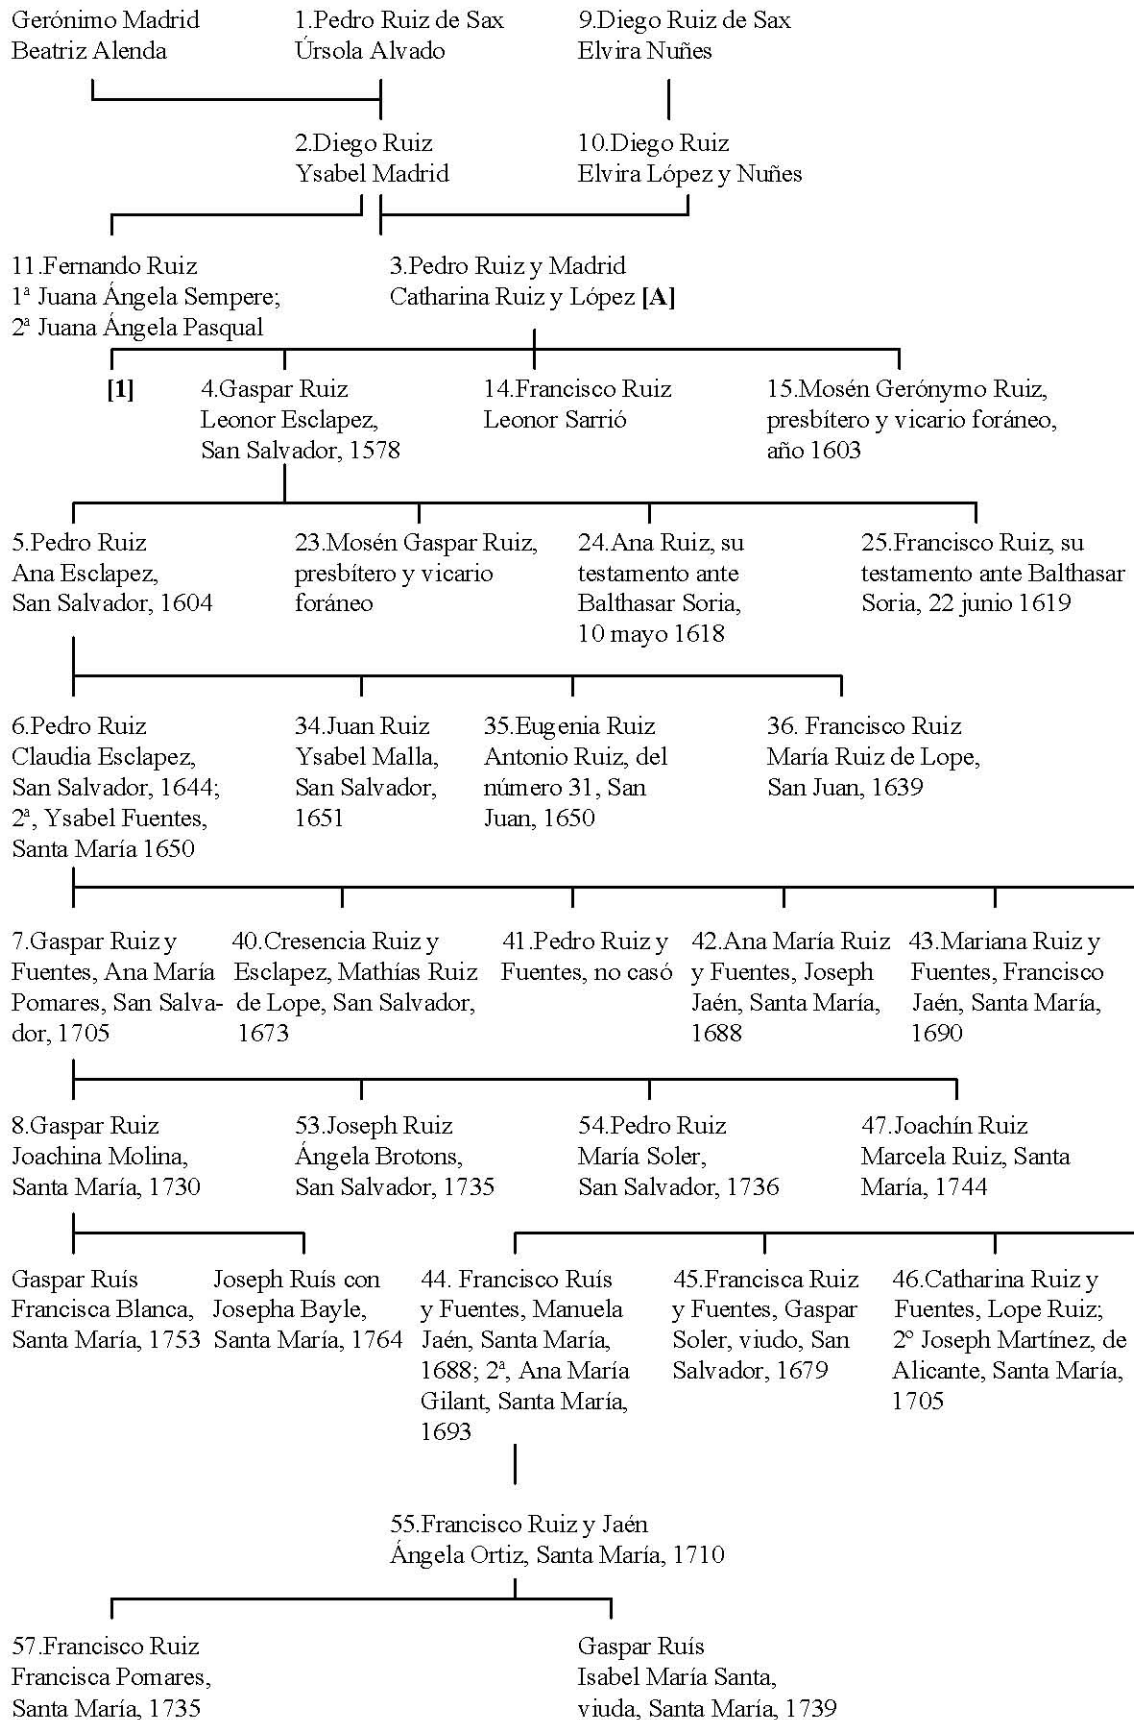 Gerónimo Madrid
Beatriz Alenda
1.Pedro Ruiz de Sax
Úrsola Alvado
9.Diego Ruiz de Sax
Elvira Nuñes
2.Diego Ruiz
Ysabel Madrid
10.Diego Ruiz
Elvira López y Nuñes
11.Fernando Ruiz
1ª Juana Ángela Sempere;
2ª Juana Ángela Pasqual
3.Pedro Ruiz y Madrid
Catharina Ruiz y López [A]
[1]
4.Gaspar Ruiz
Leonor Esclapez,
San Salvador, 1578
14.Francisco Ruiz
Leonor Sarrió
15.Mosén Gerónymo Ruiz,
presbítero y vicario foráneo,
año 1603
5.Pedro Ruiz
Ana Esclapez,
San Salvador, 1604
23.Mosén Gaspar Ruiz,
presbítero y vicario
foráneo
24.Ana Ruiz, su
testamento ante
Balthasar Soria,
10 mayo 1618
25.Francisco Ruiz, su
testamento ante Balthasar
Soria, 22 junio 1619
6.Pedro Ruiz
Claudia Esclapez,
San Salvador, 1644;
2ª, Ysabel Fuentes,
Santa María 1650
34.Juan Ruiz
Ysabel Malla,
San Salvador,
1651
35.Eugenia Ruiz
Antonio Ruiz, del
número 31, San
Juan, 1650
36. Francisco Ruiz
María Ruiz de Lope,
San Juan, 1639
7.Gaspar Ruiz y
Fuentes, Ana María
Pomares, San Salva-
dor, 1705
40.Cresencia Ruiz y
Esclapez, Mathías Ruiz
de Lope, San Salvador,
1673
41.Pedro Ruiz y
Fuentes, no casó
42.Ana María Ruiz
y Fuentes, Joseph
Jaén, Santa María,
1688
43.Mariana Ruiz y
Fuentes, Francisco
Jaén, Santa María,
1690
8.Gaspar Ruiz
Joachina Molina,
Santa María, 1730
53.Joseph Ruiz
Ángela Brotons,
San Salvador, 1735
54.Pedro Ruiz
María Soler,
San Salvador, 1736
47.Joachín Ruiz
Marcela Ruiz, Santa
María, 1744
Gaspar Ruís
Francisca Blanca,
Santa María, 1753
Joseph Ruís con
Josepha Bayle,
Santa María, 1764
44. Francisco Ruís
y Fuentes, Manuela
Jaén, Santa María,
1688; 2ª, Ana María
Gilant, Santa María,
1693
45.Francisca Ruiz
y Fuentes, Gaspar
Soler, viudo, San
Salvador, 1679
46.Catharina Ruiz y
Fuentes, Lope Ruiz;
2º Joseph Martínez, de
Alicante, Santa María,
1705
55.Francisco Ruiz y Jaén
Ángela Ortiz, Santa María, 1710
57.Francisco Ruiz
Francisca Pomares,
Santa María, 1735
Gaspar Ruís
Isabel María Santa,
viuda, Santa María, 1739